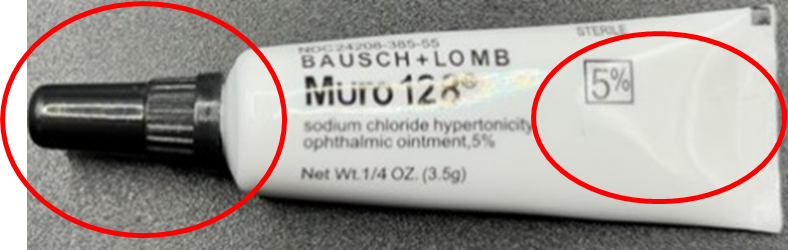 NDC 24208-385-55
STERILE
BAUSCH+LOMB
Muro 128®
5%
sodium chloride hypertonicity
ophthalmic ointment,5%
Net Wt.1/4 OZ. (3.5g)